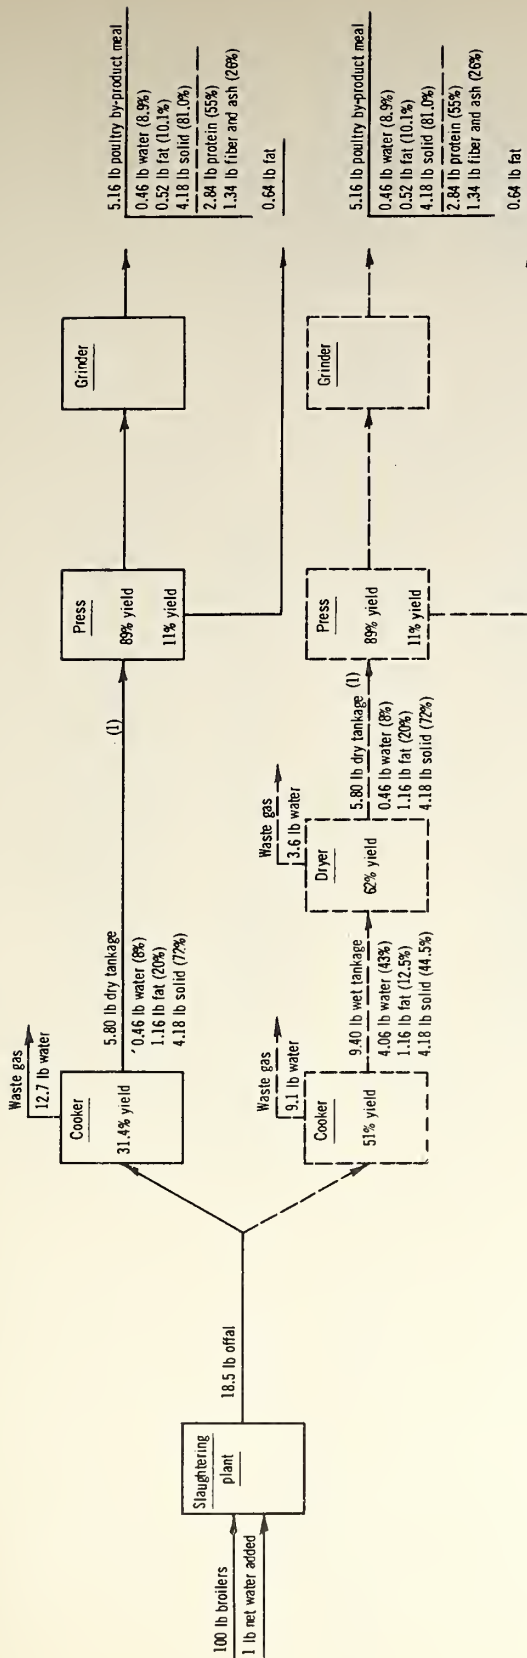 100 lb broilers
1 lb net water added
Slaughtering
plant
18.5 lb offal
Waste gas
12.7 lb water
Cooker
31.4% yield
5.80 lb dry tankage
0.46 lb water (8%)
1.16 lb fat (20%)
4.18 lb solid (72%)
(1)
Press
89% yield
11% yield
Grinder
5.16 lb poultry by-product meal
0.46 lb water (8.9%)
0.52 lb fat (10.1%)
4.18 lb solid (81.0%)
2.84 lb protein (55%)
1.34 lb fiber and ash (26%)
0.64 lb fat
Waste gas
9.1 lb water
Cooker
51% yield
9.40 lb wet tankage
4.06 lb water (43%)
1.16 lb fat (12.5%)
4.18 lb solid (44.5%)
Waste gas
3.6 lb water
Dryer
62% yield
5.80 lb dry tankage (1)
0.46 lb water (8%)
1.16 lb fat (20%)
4.18 lb solid (72%)
Press
89% yield
11% yield
Grinder
5.16 lb poultry by-product meal
0.46 lb water (8.9%)
0.52 lb fat (10.1%)
4.18 lb solid (81.0%)
2.84 lb protein (55%)
1.34 lb fiber and ash (26%)
0.64 lb fat